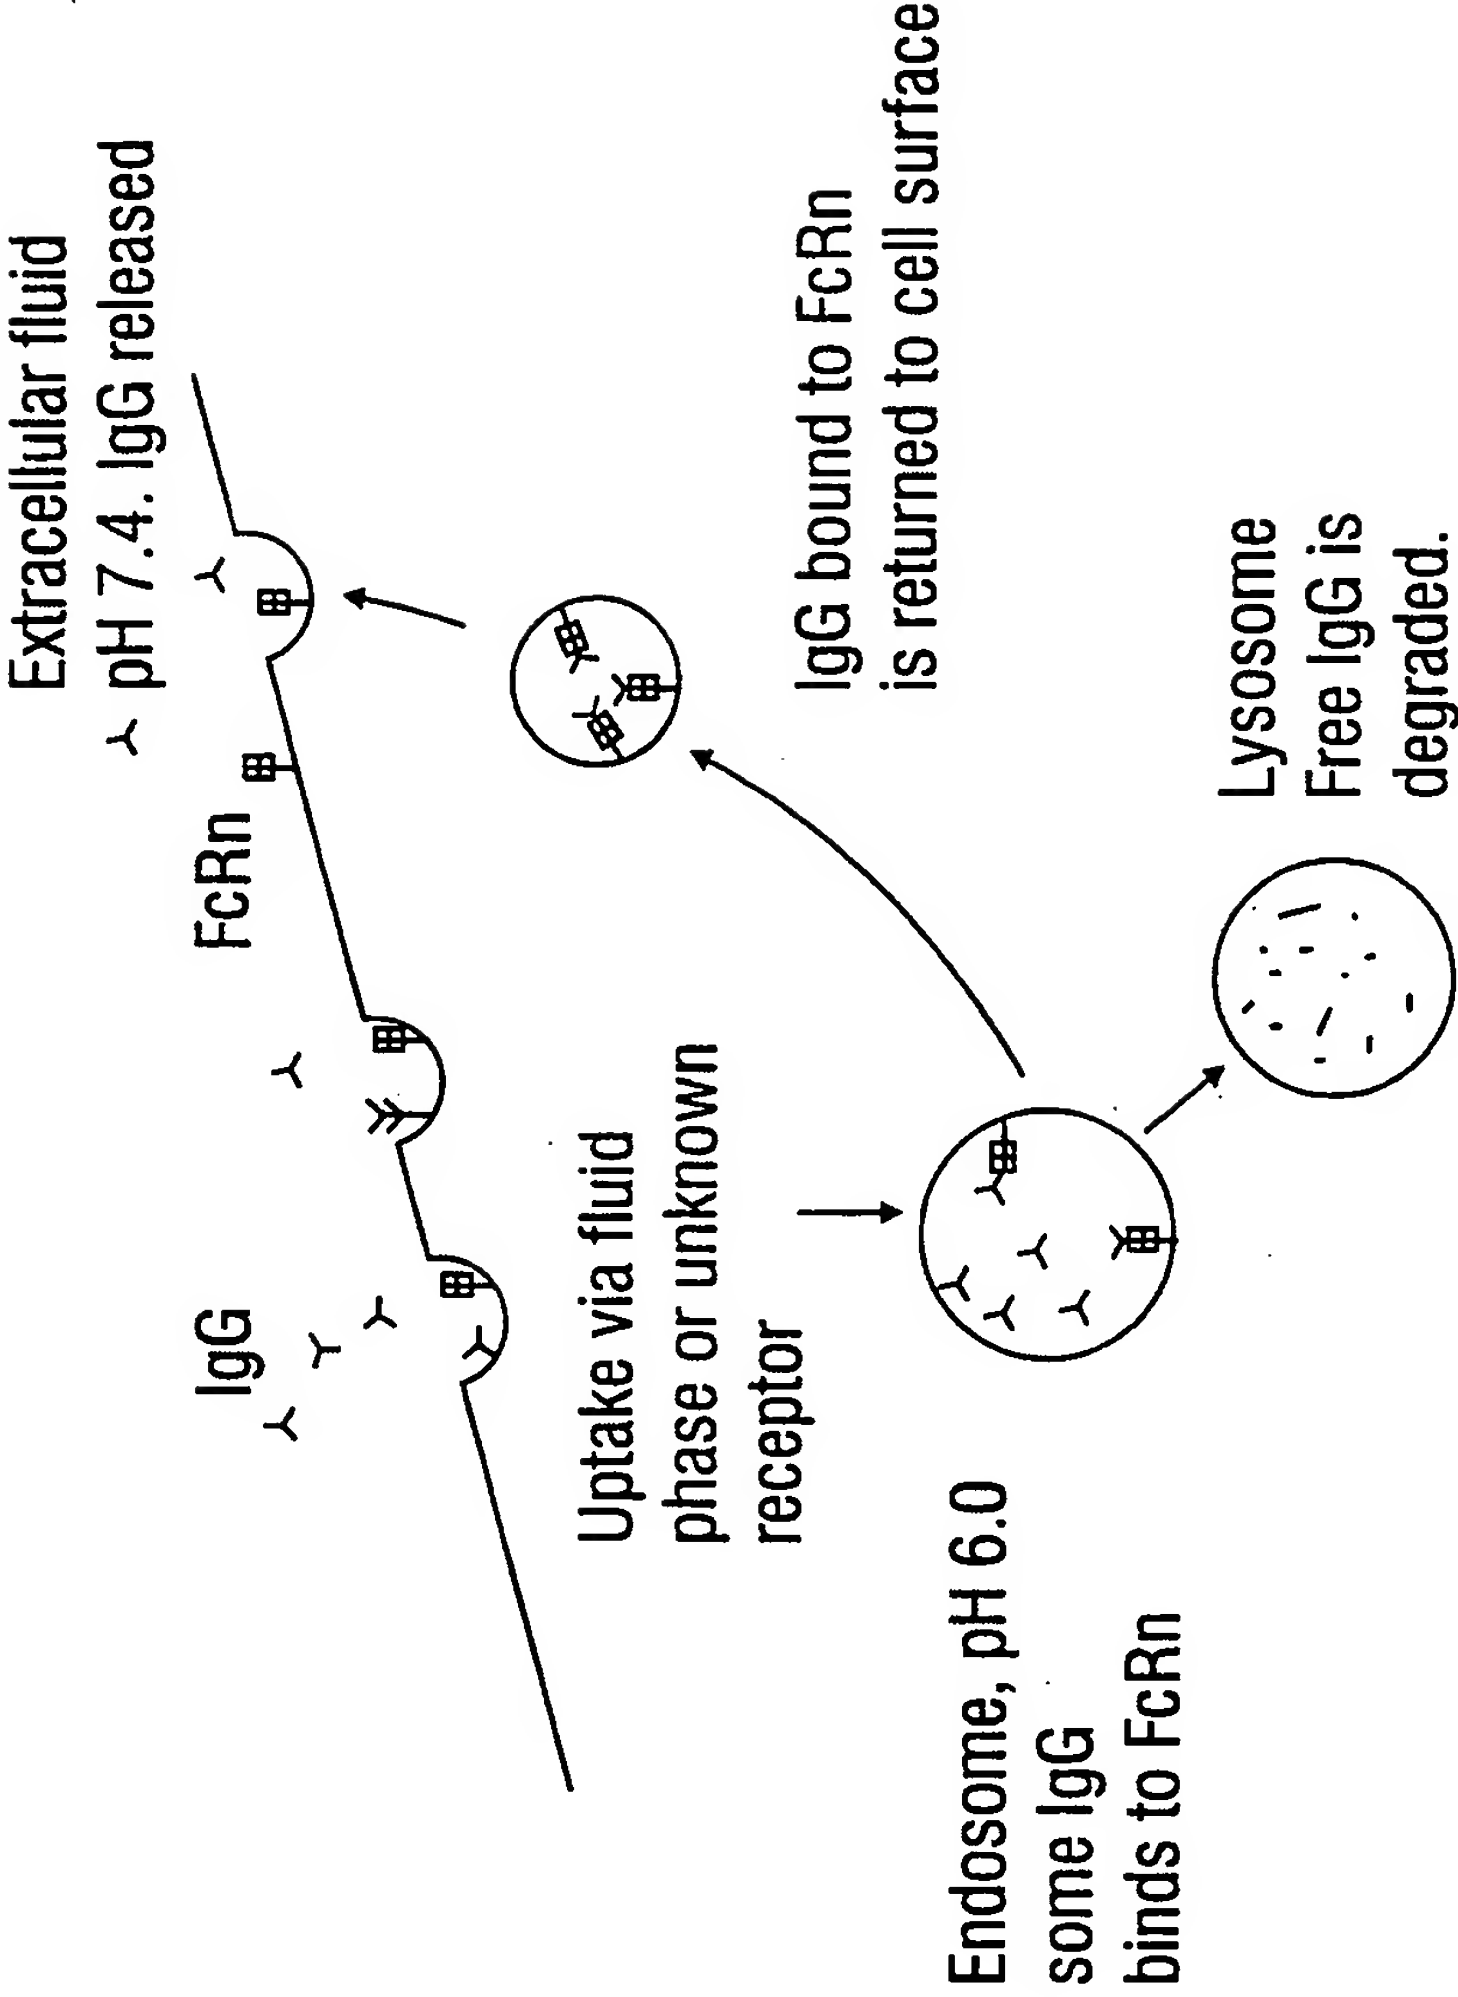 Extracellular fluid
pH 7.4. IgG released
IgG
FcRn
Uptake via fluid
phase or unknown
receptor
IgG bound to FcRn
is returned to cell surface
Endosome, pH 6.0
some IgG
binds to FcRn
Lysosome
Free IgG is
degraded.